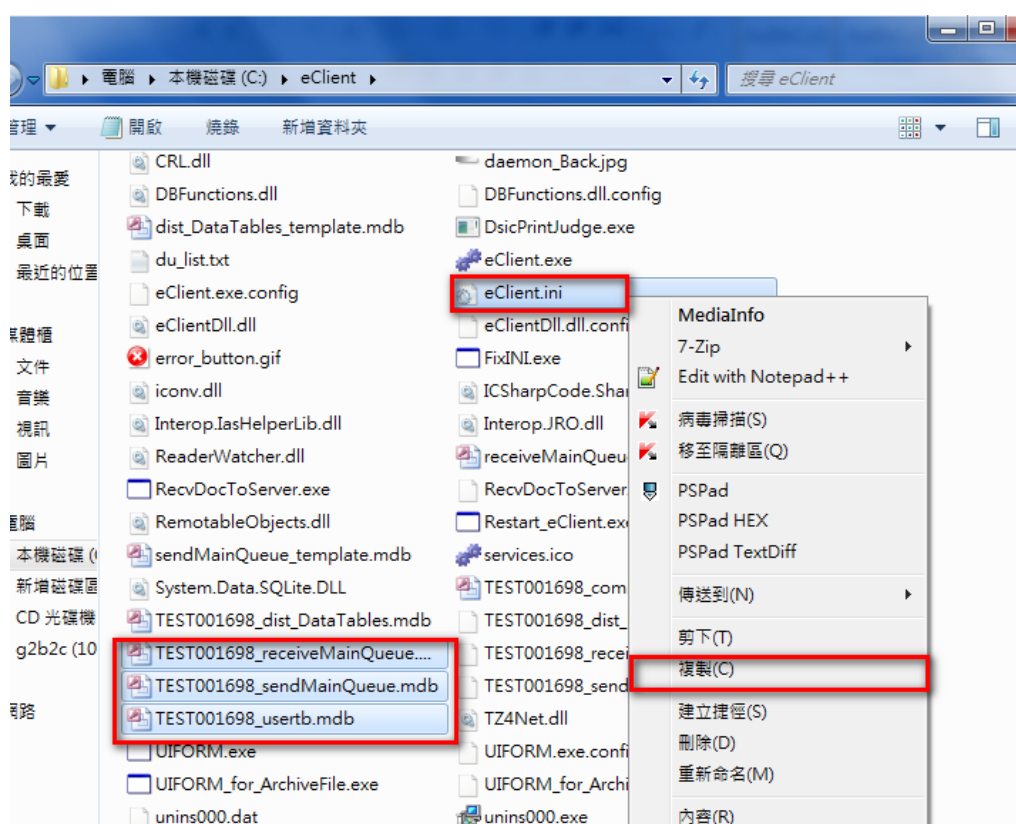 電腦 ▸ 本機磁碟 (C:) ▸ eClient ▸
搜尋 eClient
管理
開啟
燒錄
新增資料夾
我的最愛
下載
桌面
最近的位置
媒體櫃
文件
音樂
視訊
圖片
電腦
本機磁碟 (
新增磁碟區
CD 光碟機
g2b2c (10
網路
CRL.dll
DBFunctions.dll
dist_DataTables_template.mdb
du_list.txt
eClient.exe.config
eClientDll.dll
error_button.gif
iconv.dll
Interop.IasHelperLib.dll
ReaderWatcher.dll
RecvDocToServer.exe
RemotableObjects.dll
sendMainQueue_template.mdb
System.Data.SQLite.DLL
TEST001698_dist_DataTables.mdb
TEST001698_receiveMainQueue....
TEST001698_sendMainQueue.mdb
TEST001698_usertb.mdb
UIFORM.exe
UIFORM_for_ArchiveFile.exe
unins000.dat
daemon_Back.jpg
DBFunctions.dll.config
DsicPrintJudge.exe
eClient.exe
eClient.ini
eClientDll.dll.confi
FixINI.exe
ICSharpCode.Shar
Interop.JRO.dll
receiveMainQueu
RecvDocToServer.
Restart_eClient.exe
services.ico
TEST001698_com
TEST001698_dist_
TEST001698_recei
TEST001698_send
TZ4Net.dll
UIFORM.exe.confi
UIFORM_for_Archi
unins000.exe
MediaInfo
7-Zip
Edit with Notepad++
病毒掃描(S)
移至隔離區(Q)
PSPad
PSPad HEX
PSPad TextDiff
傳送到(N)
剪下(T)
複製(C)
建立捷徑(S)
刪除(D)
重新命名(M)
內容(R)